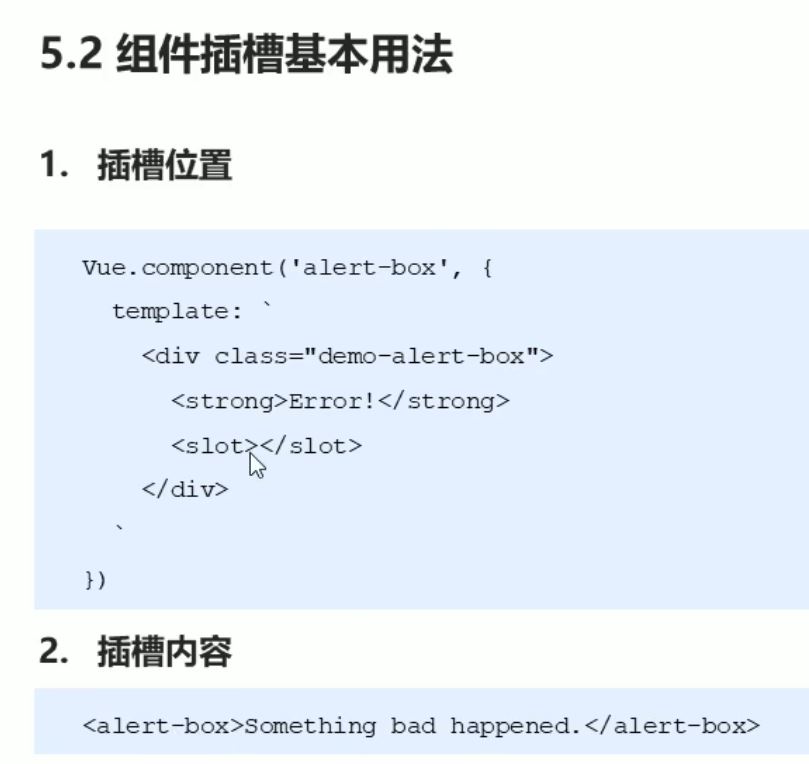 5.2 组件插槽基本用法
1. 插槽位置
Vue.component('alert-box', {
template: `
<div class="demo-alert-box">
<strong>Error!</strong>
<slot></slot>
</div>
`
})
2. 插槽内容
<alert-box>Something bad happened.</alert-box>